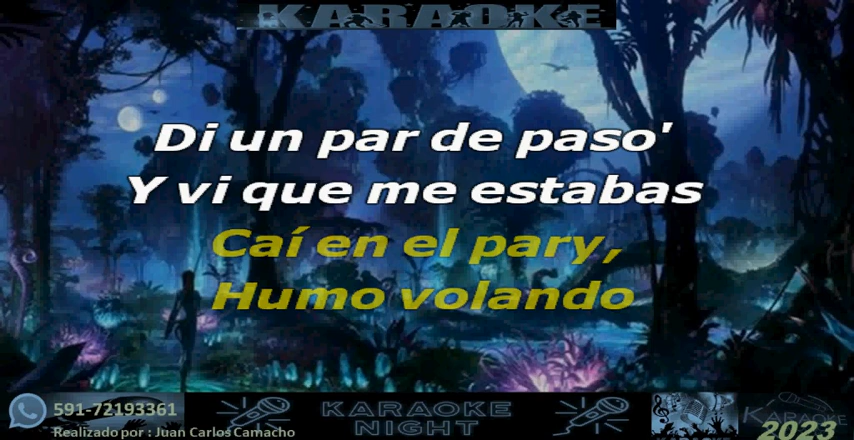 KARAOKE
Di un par de paso'
Y vi que me estabas
Caí en el pary,
Humo volando
591-72193361
Realizado por : Juan Carlos Camacho
KARAOKE
NIGHT
KARAOKE
KARAOKE
2023